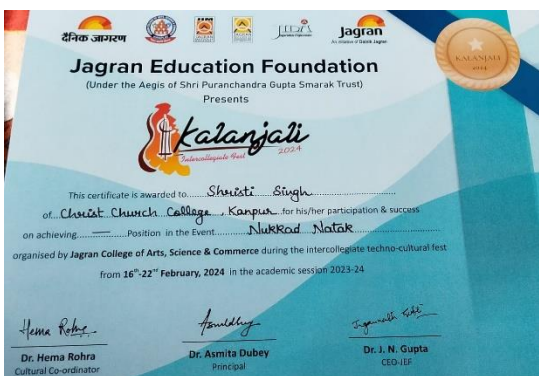 दैनिक जागरण
Jagran
Jagran Education Foundation
(Under the Aegis of Shri Puranchandra Gupta Smarak Trust)
Presents
KALANJALI
2024
Kalanjali
Intercollegiate Fest
2024
This certificate is awarded to Shristi Singh
of Christ Church College, Kanpur for his/her participation & success
on achieving — Position in the Event Nukkad Natak
organised by Jagran College of Arts, Science & Commerce during the intercollegiate techno-cultural fest
from 16th-22nd February, 2024 in the academic session 2023-24
Hema Rohra
Dr. Hema Rohra
Cultural Co-ordinator
Dr. Asmita Dubey
Principal
Dr. J. N. Gupta
CEO-JEF